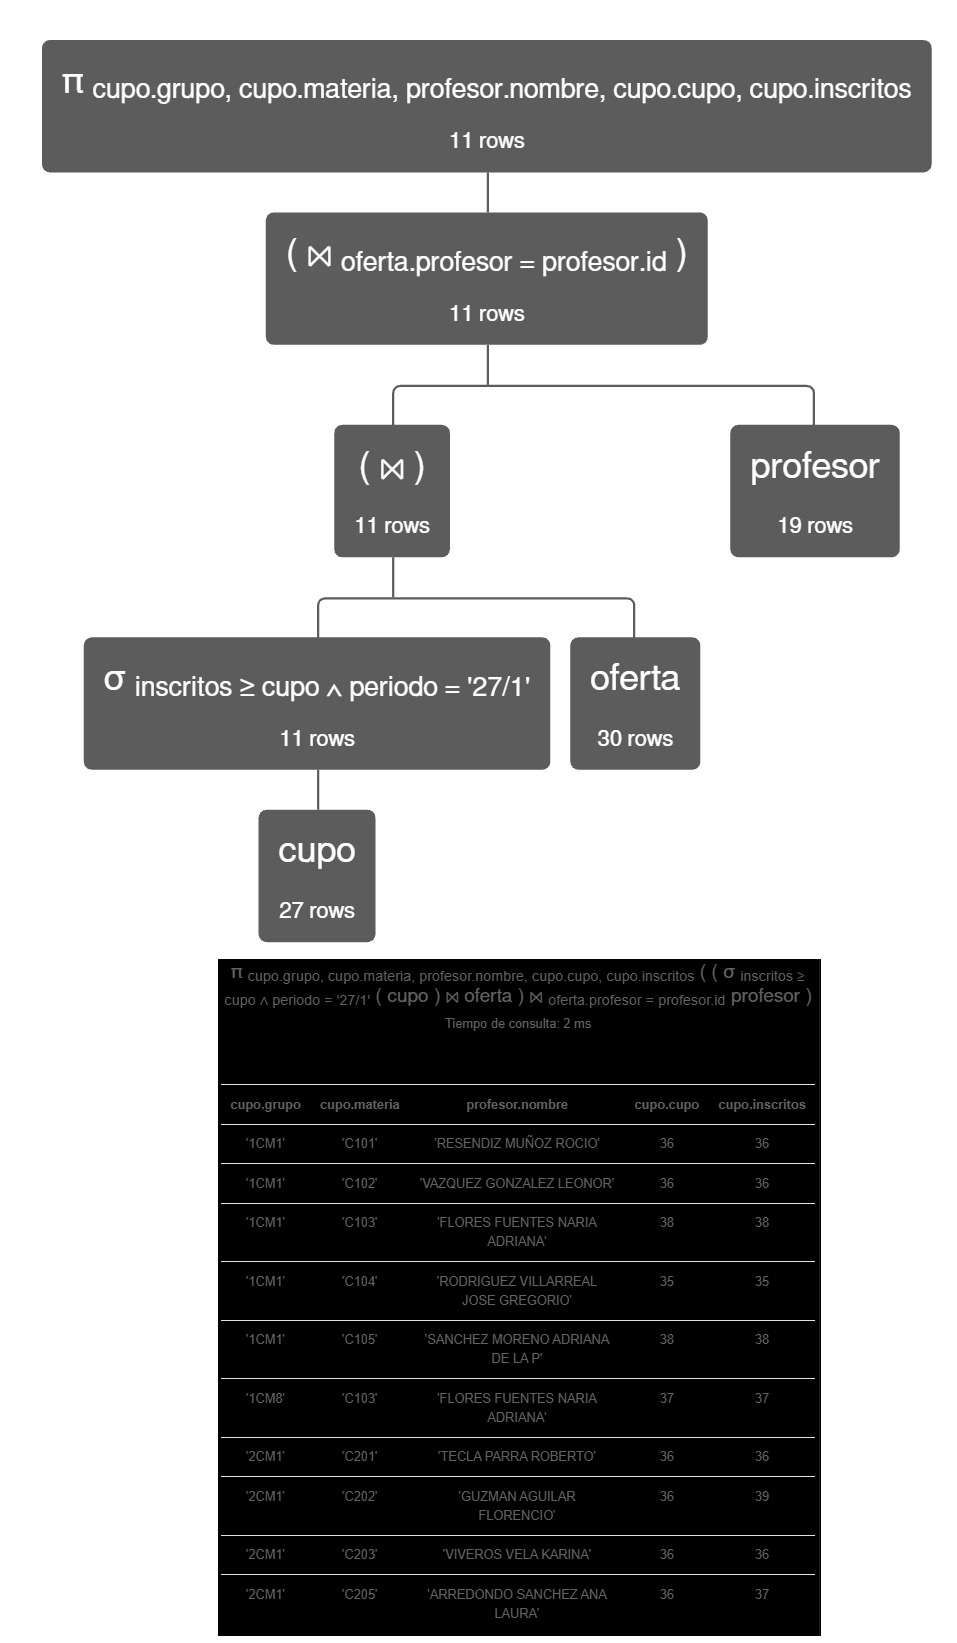 π cupo.grupo, cupo.materia, profesor.nombre, cupo.cupo, cupo.inscritos
11 rows
( ⋈ oferta.profesor = profesor.id )
11 rows
( ⋈ )
11 rows
profesor
19 rows
σ inscritos ≥ cupo ∧ periodo = '27/1'
11 rows
oferta
30 rows
cupo
27 rows
π cupo.grupo, cupo.materia, profesor.nombre, cupo.cupo, cupo.inscritos ( ( σ inscritos ≥
cupo ∧ periodo = '27/1' ( cupo ) ⋈ oferta ) ⋈ oferta.profesor = profesor.id profesor )
Tiempo de consulta: 2 ms
cupo.grupo cupo.materia profesor.nombre cupo.cupo cupo.inscritos
'1CM1' 'C101' 'RESENDIZ MUÑOZ ROCIO' 36 36
'1CM1' 'C102' 'VAZQUEZ GONZALEZ LEONOR' 36 36
'1CM1' 'C103' 'FLORES FUENTES NARIA 38 38
ADRIANA'
'1CM1' 'C104' 'RODRIGUEZ VILLARREAL 35 35
JOSE GREGORIO'
'1CM1' 'C105' 'SANCHEZ MORENO ADRIANA 38 38
DE LA P'
'1CM8' 'C103' 'FLORES FUENTES NARIA 37 37
ADRIANA'
'2CM1' 'C201' 'TECLA PARRA ROBERTO' 36 36
'2CM1' 'C202' 'GUZMAN AGUILAR 36 39
FLORENCIO'
'2CM1' 'C203' 'VIVEROS VELA KARINA' 36 36
'2CM1' 'C205' 'ARREDONDO SANCHEZ ANA 36 37
LAURA'